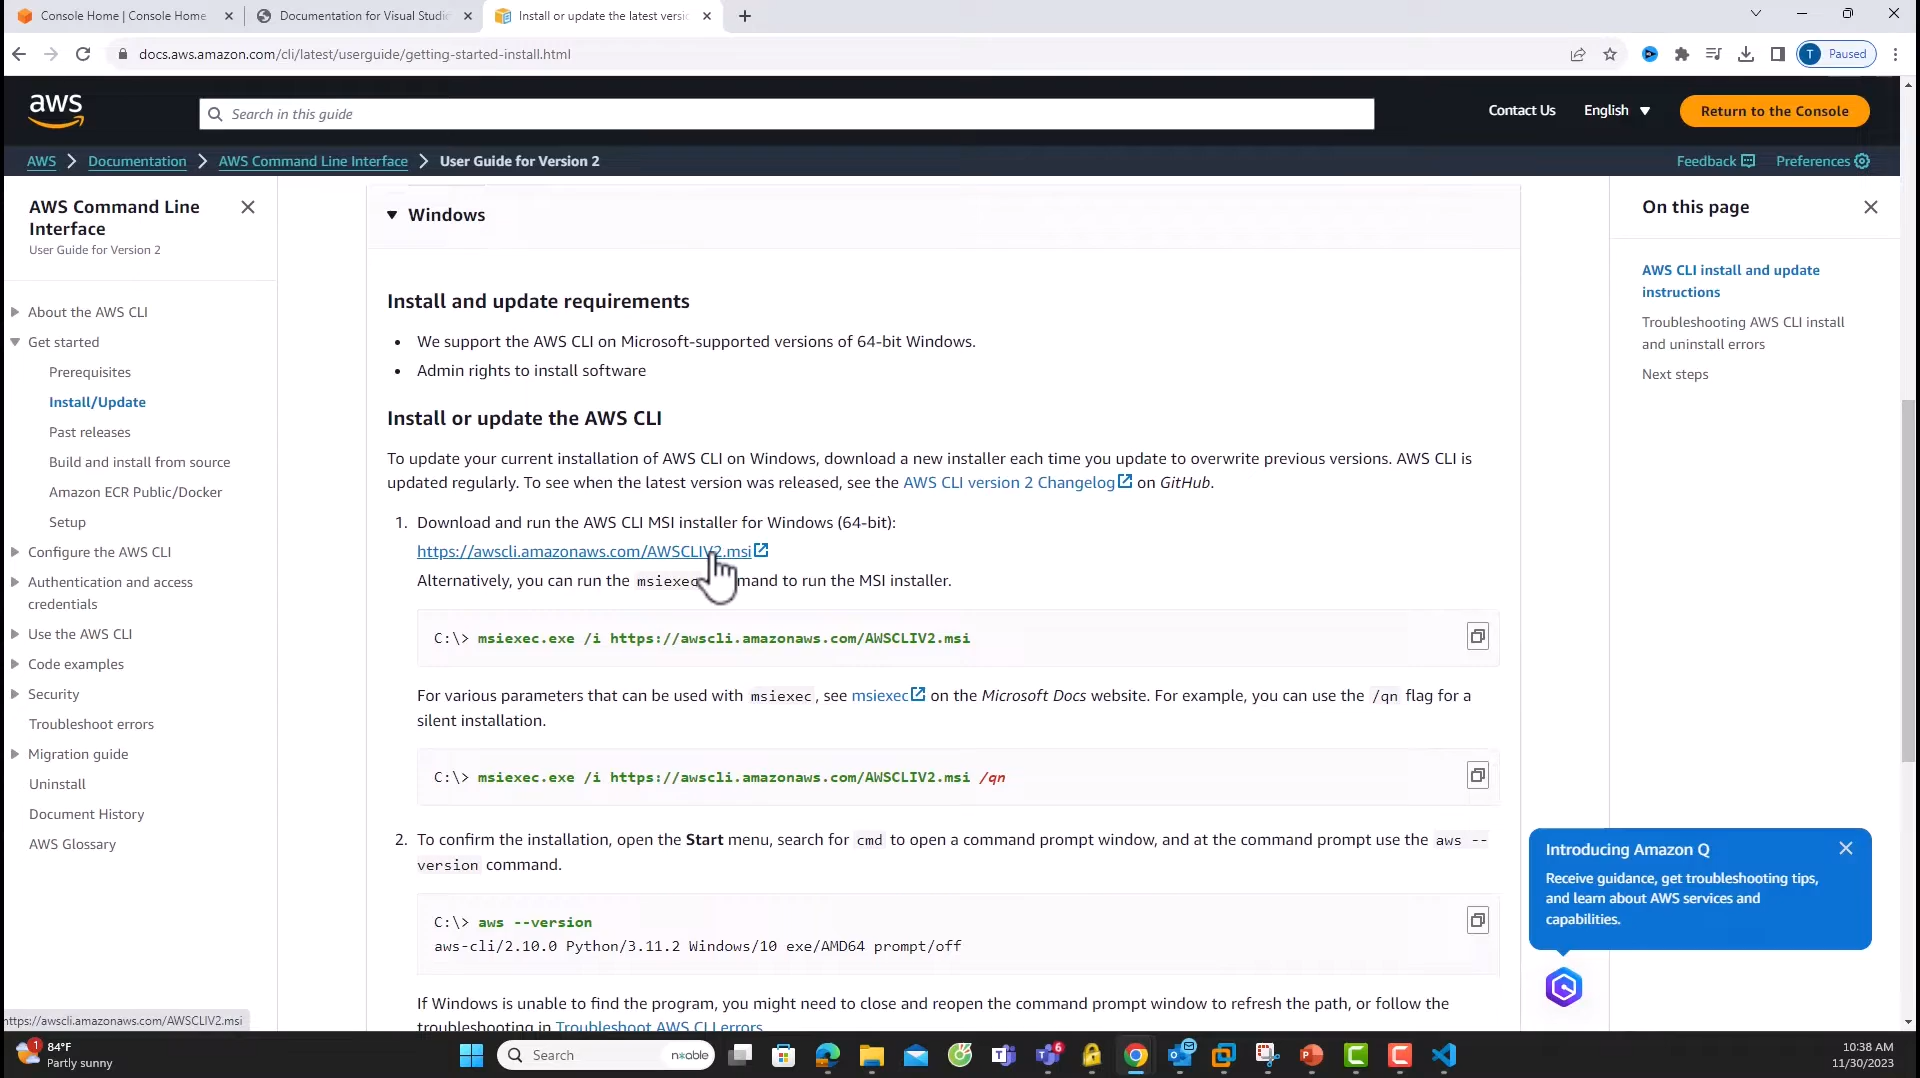 Console Home | Console Home
Documentation for Visual Studi
Install or update the latest versi
docs.aws.amazon.com/cli/latest/userguide/getting-started-install.html
T Paused
aws
Search in this guide
Contact Us
English
Return to the Console
AWS
Documentation
AWS Command Line Interface
User Guide for Version 2
Feedback
Preferences
AWS Command Line
Interface
User Guide for Version 2
About the AWS CLI
Get started
Prerequisites
Install/Update
Past releases
Build and install from source
Amazon ECR Public/Docker
Setup
Configure the AWS CLI
Authentication and access
credentials
Use the AWS CLI
Code examples
Security
Troubleshoot errors
Migration guide
Uninstall
Document History
AWS Glossary
Windows
Install and update requirements
• We support the AWS CLI on Microsoft-supported versions of 64-bit Windows.
• Admin rights to install software
Install or update the AWS CLI
To update your current installation of AWS CLI on Windows, download a new installer each time you update to overwrite previous versions. AWS CLI is
updated regularly. To see when the latest version was released, see the AWS CLI version 2 Changelog on GitHub.
1. Download and run the AWS CLI MSI installer for Windows (64-bit):
https://awscli.amazonaws.com/AWSCLIV2.msi
Alternatively, you can run the msiexec mand to run the MSI installer.
C:\> msiexec.exe /i https://awscli.amazonaws.com/AWSCLIV2.msi
For various parameters that can be used with msiexec, see msiexec on the Microsoft Docs website. For example, you can use the /qn flag for a
silent installation.
C:\> msiexec.exe /i https://awscli.amazonaws.com/AWSCLIV2.msi /qn
2. To confirm the installation, open the Start menu, search for cmd to open a command prompt window, and at the command prompt use the aws --
version command.
C:\> aws --version
aws-cli/2.10.0 Python/3.11.2 Windows/10 exe/AMD64 prompt/off
If Windows is unable to find the program, you might need to close and reopen the command prompt window to refresh the path, or follow the
troubleshooting in Troubleshoot AWS CLI errors
On this page
AWS CLI install and update
instructions
Troubleshooting AWS CLI install
and uninstall errors
Next steps
Introducing Amazon Q
Receive guidance, get troubleshooting tips,
and learn about AWS services and
capabilities.
https://awscli.amazonaws.com/AWSCLIV2.msi
1
84°F
Partly sunny
Search
n>able
6
10:38 AM
11/30/2023